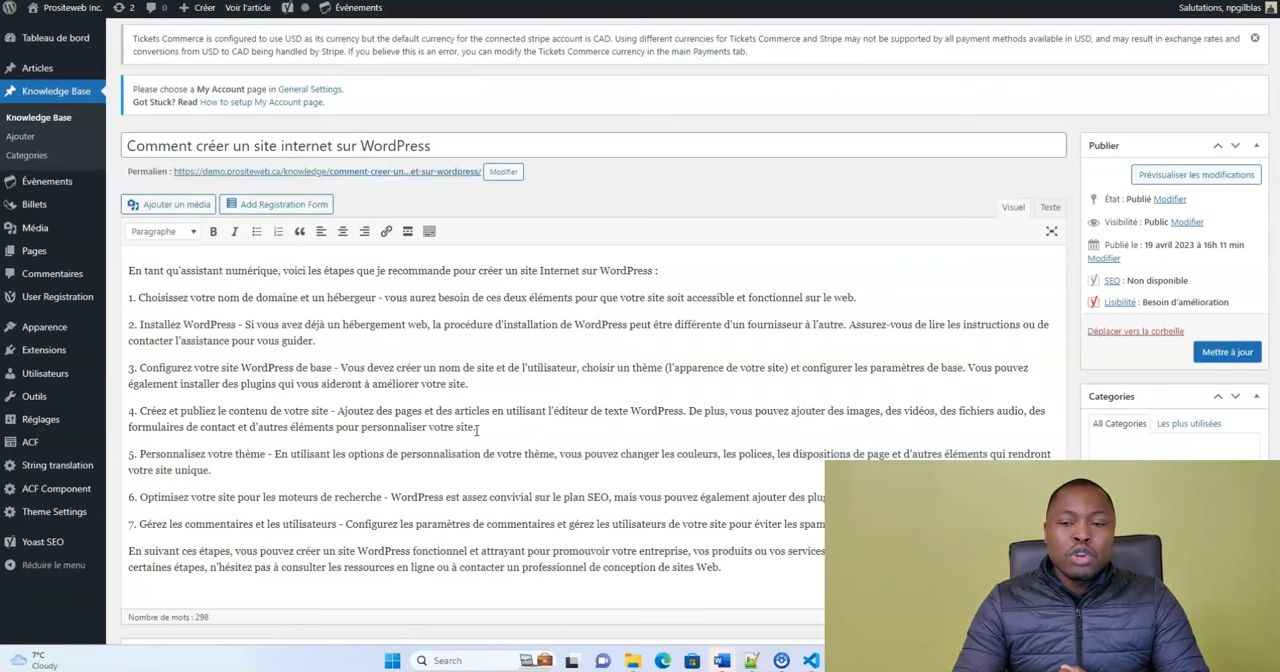 Prositeweb Inc. 2 0 Créer Voir l'article Évènements Salutations, npgilblas
Tableau de bord
Articles
Knowledge Base
Knowledge Base
Ajouter
Categories
Évènements
Billets
Média
Pages
Commentaires
User Registration
Apparence
Extensions
Utilisateurs
Outils
Réglages
ACF
String translation
ACF Component
Theme Settings
Yoast SEO
Réduire le menu
Tickets Commerce is configured to use USD as its currency but the default currency for the connected stripe account is CAD. Using different currencies for Tickets Commerce and Stripe may not be supported by all payment methods available in USD, and may result in exchange rates and
conversions from USD to CAD being handled by Stripe. If you believe this is an error, you can modify the Tickets Commerce currency in the main Payments tab.
Please choose a My Account page in General Settings.
Got Stuck? Read How to setup My Account page.
Comment créer un site internet sur WordPress
Permalien : https://demo.prositeweb.ca/knowledge/comment-creer-un...et-sur-wordpress/ Modifier
Ajouter un média Add Registration Form
Visuel Texte
Paragraphe B I
En tant qu'assistant numérique, voici les étapes que je recommande pour créer un site Internet sur WordPress :
1. Choisissez votre nom de domaine et un hébergeur - vous aurez besoin de ces deux éléments pour que votre site soit accessible et fonctionnel sur le web.
2. Installez WordPress - Si vous avez déjà un hébergement web, la procédure d'installation de WordPress peut être différente d'un fournisseur à l'autre. Assurez-vous de lire les instructions ou de
contacter l'assistance pour vous guider.
3. Configurez votre site WordPress de base - Vous devez créer un nom de site et de l'utilisateur, choisir un thème (l'apparence de votre site) et configurer les paramètres de base. Vous pouvez
également installer des plugins qui vous aideront à améliorer votre site.
4. Créez et publiez le contenu de votre site - Ajoutez des pages et des articles en utilisant l'éditeur de texte WordPress. De plus, vous pouvez ajouter des images, des vidéos, des fichiers audio, des
formulaires de contact et d'autres éléments pour personnaliser votre site.
5. Personnalisez votre thème - En utilisant les options de personnalisation de votre thème, vous pouvez changer les couleurs, les polices, les dispositions de page et d'autres éléments qui rendront
votre site unique.
6. Optimisez votre site pour les moteurs de recherche - WordPress est assez convivial sur le plan SEO, mais vous pouvez également ajouter des plug
7. Gérez les commentaires et les utilisateurs - Configurez les paramètres de commentaires et gérez les utilisateurs de votre site pour éviter les spam
En suivant ces étapes, vous pouvez créer un site WordPress fonctionnel et attrayant pour promouvoir votre entreprise, vos produits ou vos services
certaines étapes, n'hésitez pas à consulter les ressources en ligne ou à contacter un professionnel de conception de sites Web.
Nombre de mots : 298
Publier
Prévisualiser les modifications
État : Publié Modifier
Visibilité : Public Modifier
Publié le : 19 avril 2023 à 16h 11 min
Modifier
SEO : Non disponible
Lisibilité : Besoin d'amélioration
Déplacer vers la corbeille
Mettre à jour
Categories
All Categories Les plus utilisées
7°C
Cloudy
Search